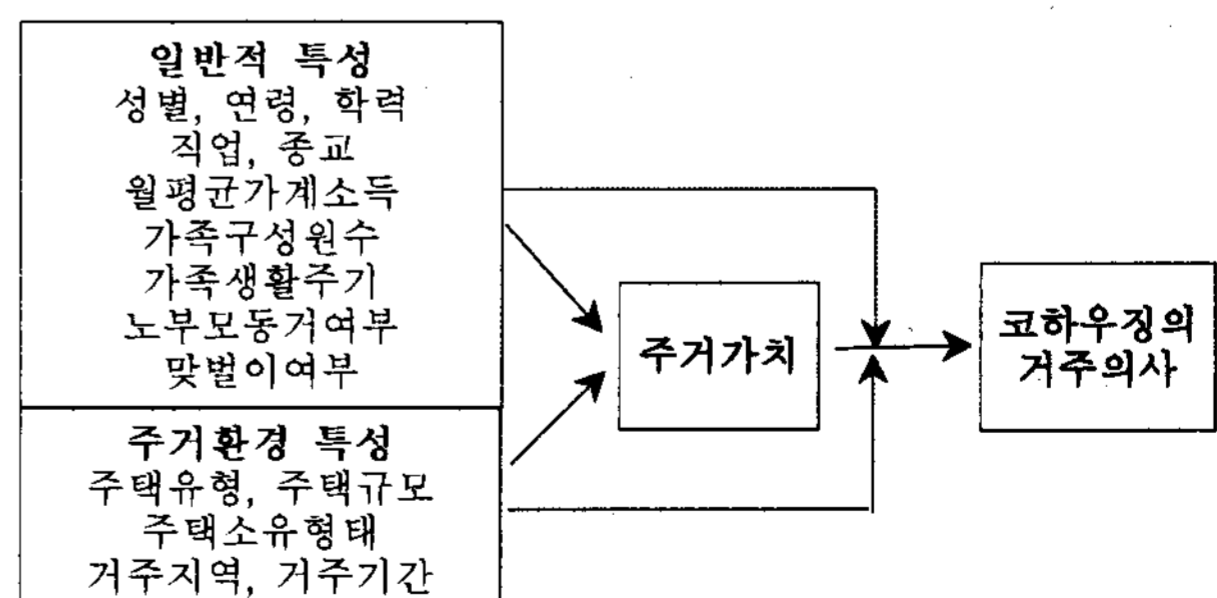 일반적 특성
성별, 연령, 학력
직업, 종교
월평균가계소득
가족구성원수
가족생활주기
노부모동거여부
맞벌이여부
주거환경 특성
주택유형, 주택규모
주택소유형태
거주지역, 거주기간
주거가치
코하우징의
거주의사